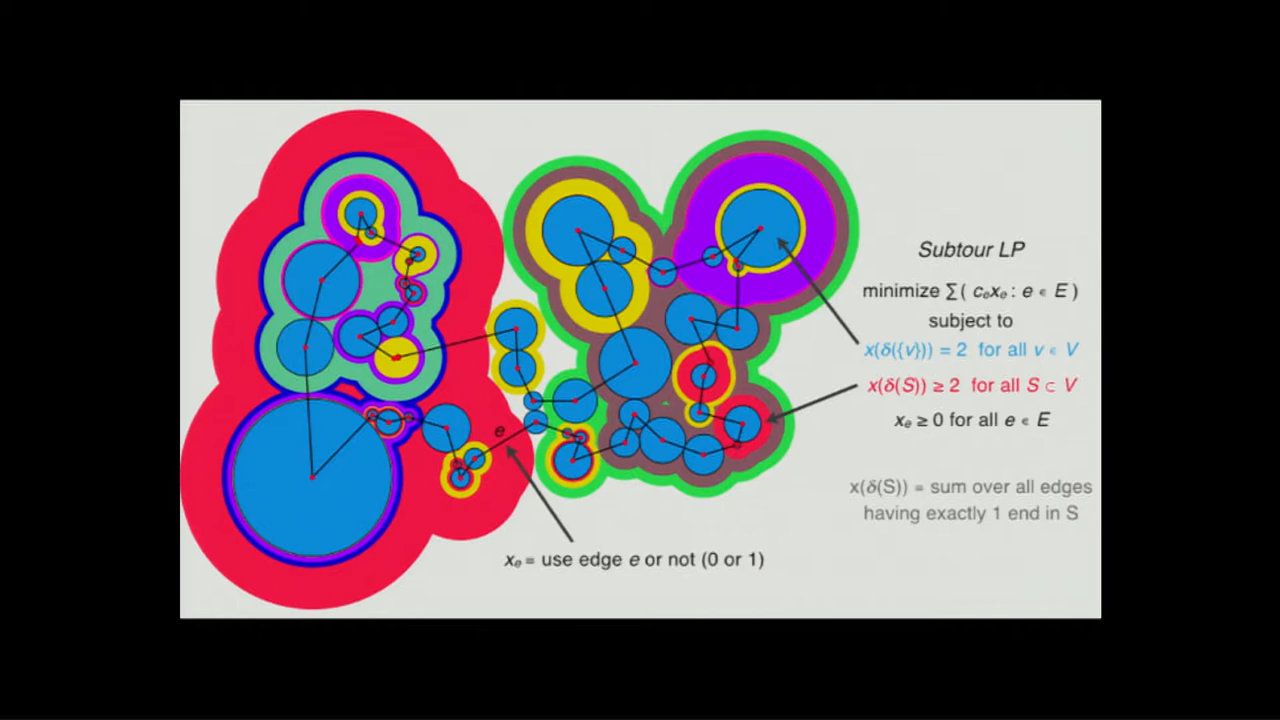 Subtour LP
minimize ∑( cₑxₑ : e ∈ E )
subject to
x(δ({v})) = 2 for all v ∈ V
x(δ(S)) ≥ 2 for all S ⊂ V
xₑ ≥ 0 for all e ∈ E
e
x(δ(S)) = sum over all edges
having exactly 1 end in S
xₑ = use edge e or not (0 or 1)